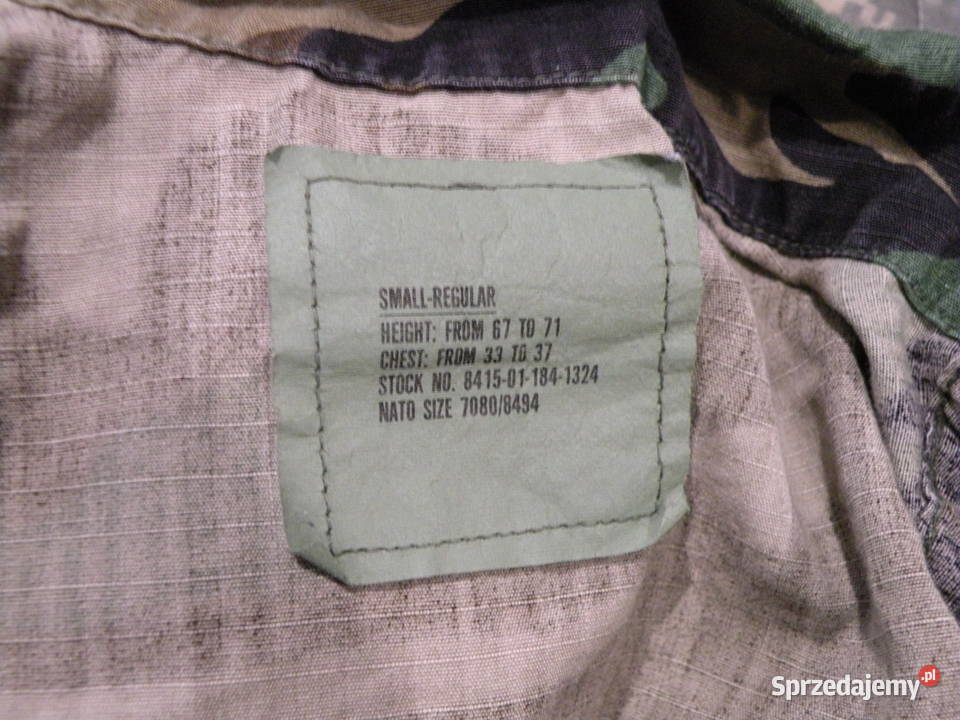 SMALL-REGULAR
HEIGHT: FROM 67 TO 71
CHEST: FROM 33 TO 37
STOCK NO. 8415-01-184-1324
NATO SIZE 7080/8494
Sprzedajemy.pl